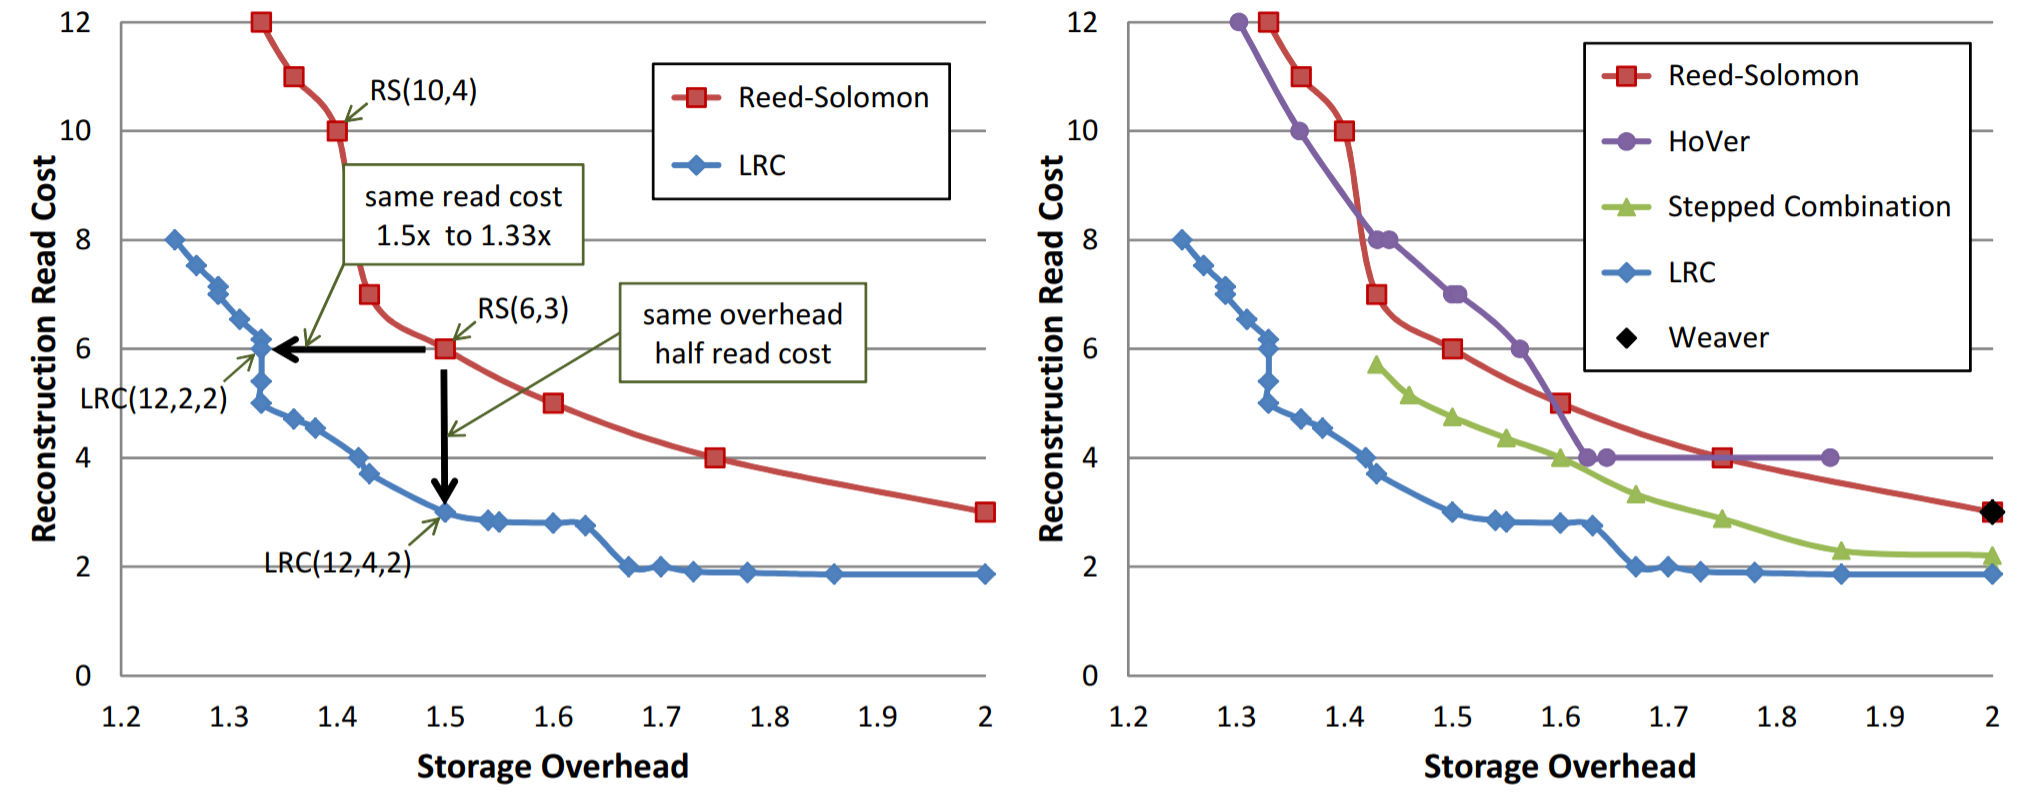 12
10
8
6
4
2
0
Reconstruction Read Cost
RS(10,4)
same read cost
1.5x to 1.33x
RS(6,3)
same overhead
half read cost
LRC(12,2,2)
LRC(12,4,2)
Reed-Solomon
LRC
1.2 1.3 1.4 1.5 1.6 1.7 1.8 1.9 2
Storage Overhead
12
10
8
6
4
2
0
Reconstruction Read Cost
Reed-Solomon
HoVer
Stepped Combination
LRC
Weaver
1.2 1.3 1.4 1.5 1.6 1.7 1.8 1.9 2
Storage Overhead